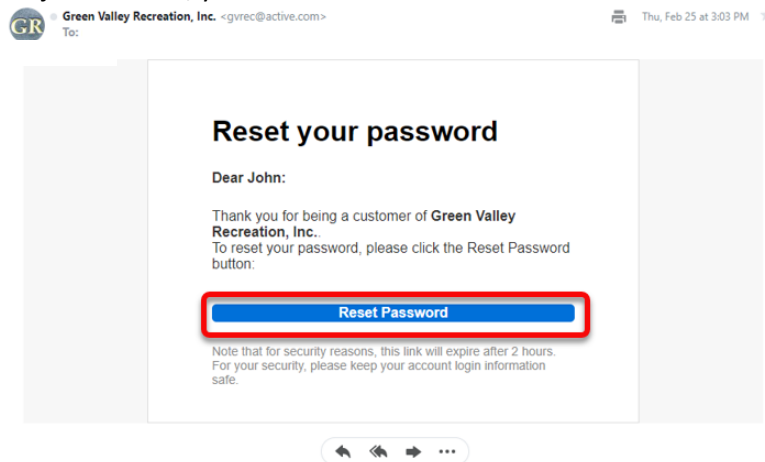 GR
Green Valley Recreation, Inc. <gvrec@active.com>
Thu, Feb 25 at 3:03 PM
To:
Reset your password
Dear John:
Thank you for being a customer of Green Valley
Recreation, Inc..
To reset your password, please click the Reset Password
button:
Reset Password
Note that for security reasons, this link will expire after 2 hours.
For your security, please keep your account login information
safe.